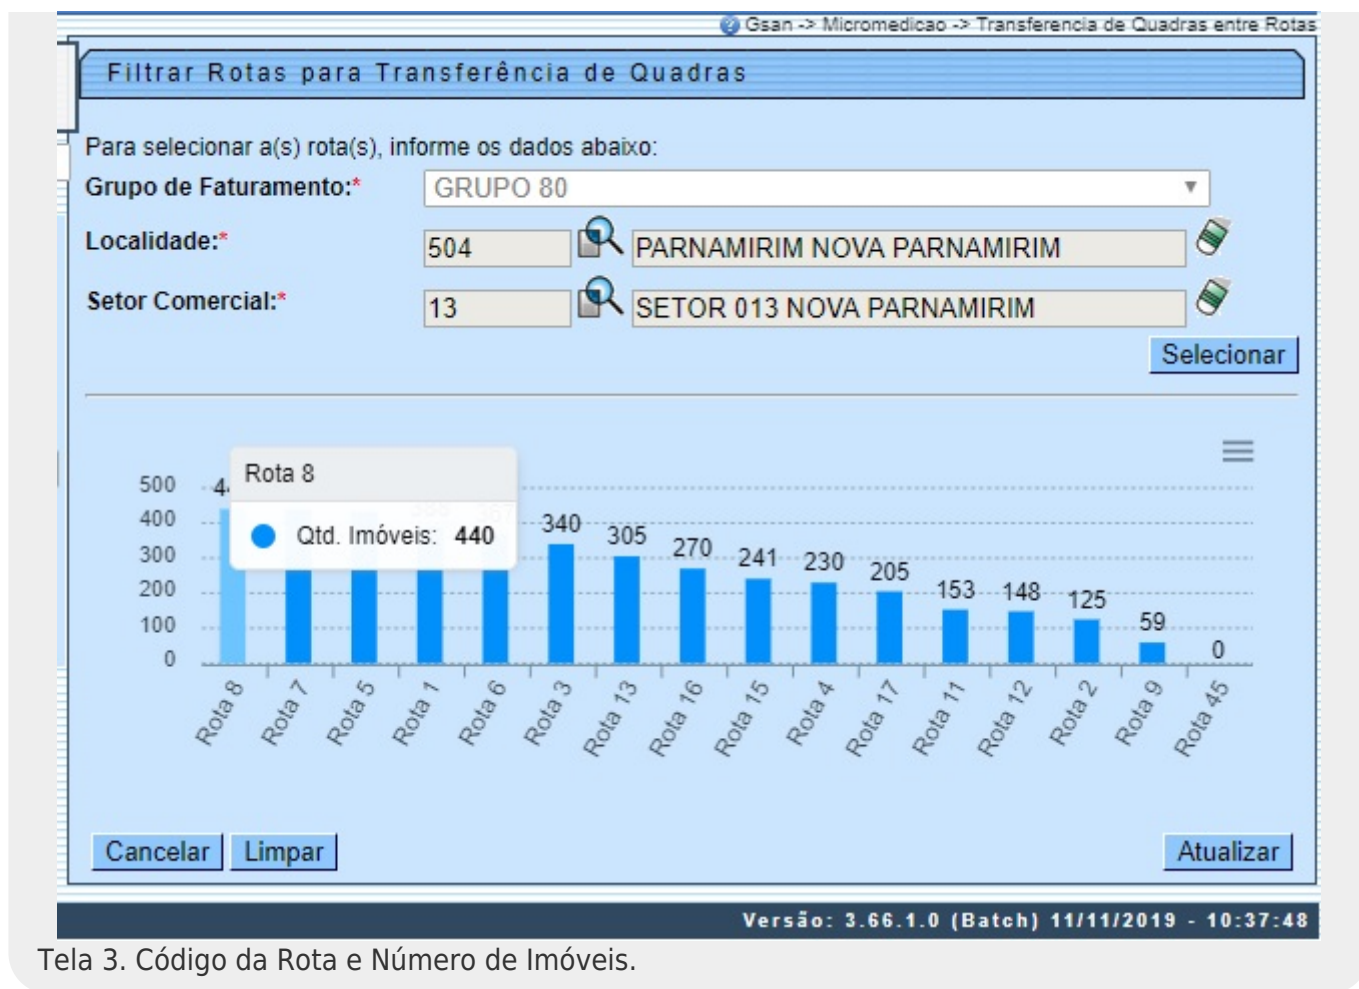 Gsan -> Micromedicao -> Transferencia de Quadras entre Rotas
Filtrar Rotas para Transferência de Quadras
Para selecionar a(s) rota(s), informe os dados abaixo:
Grupo de Faturamento:* GRUPO 80
Localidade:* 504 PARNAMIRIM NOVA PARNAMIRIM
Setor Comercial:* 13 SETOR 013 NOVA PARNAMIRIM
Selecionar
Rota 8
Qtd. Imóveis: 440
500
400
300
200
100
0
340 305 270 241 230 205 153 148 125 59 0
Rota 8 Rota 7 Rota 5 Rota 1 Rota 6 Rota 3 Rota 13 Rota 16 Rota 15 Rota 4 Rota 17 Rota 11 Rota 12 Rota 2 Rota 9 Rota 45
Cancelar Limpar Atualizar
Versão: 3.66.1.0 (Batch) 11/11/2019 - 10:37:48
Tela 3. Código da Rota e Número de Imóveis.